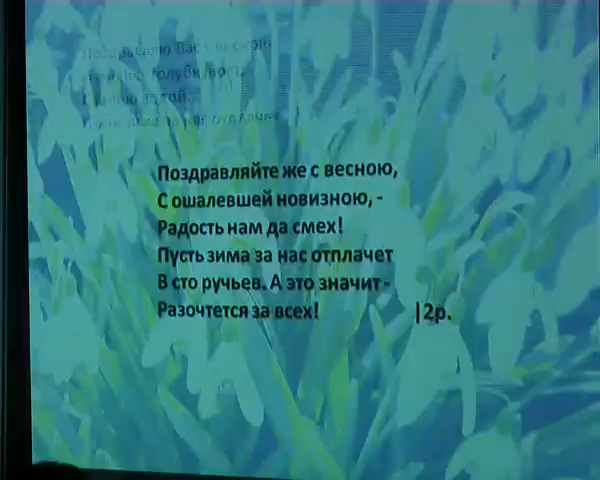 Поздравляйте же с весною,
С ошалевшей новизною, -
Радость нам да смех!
Пусть зима за нас отплачет
В сто ручьев. А это значит-
Разочтется за всех! |2р.